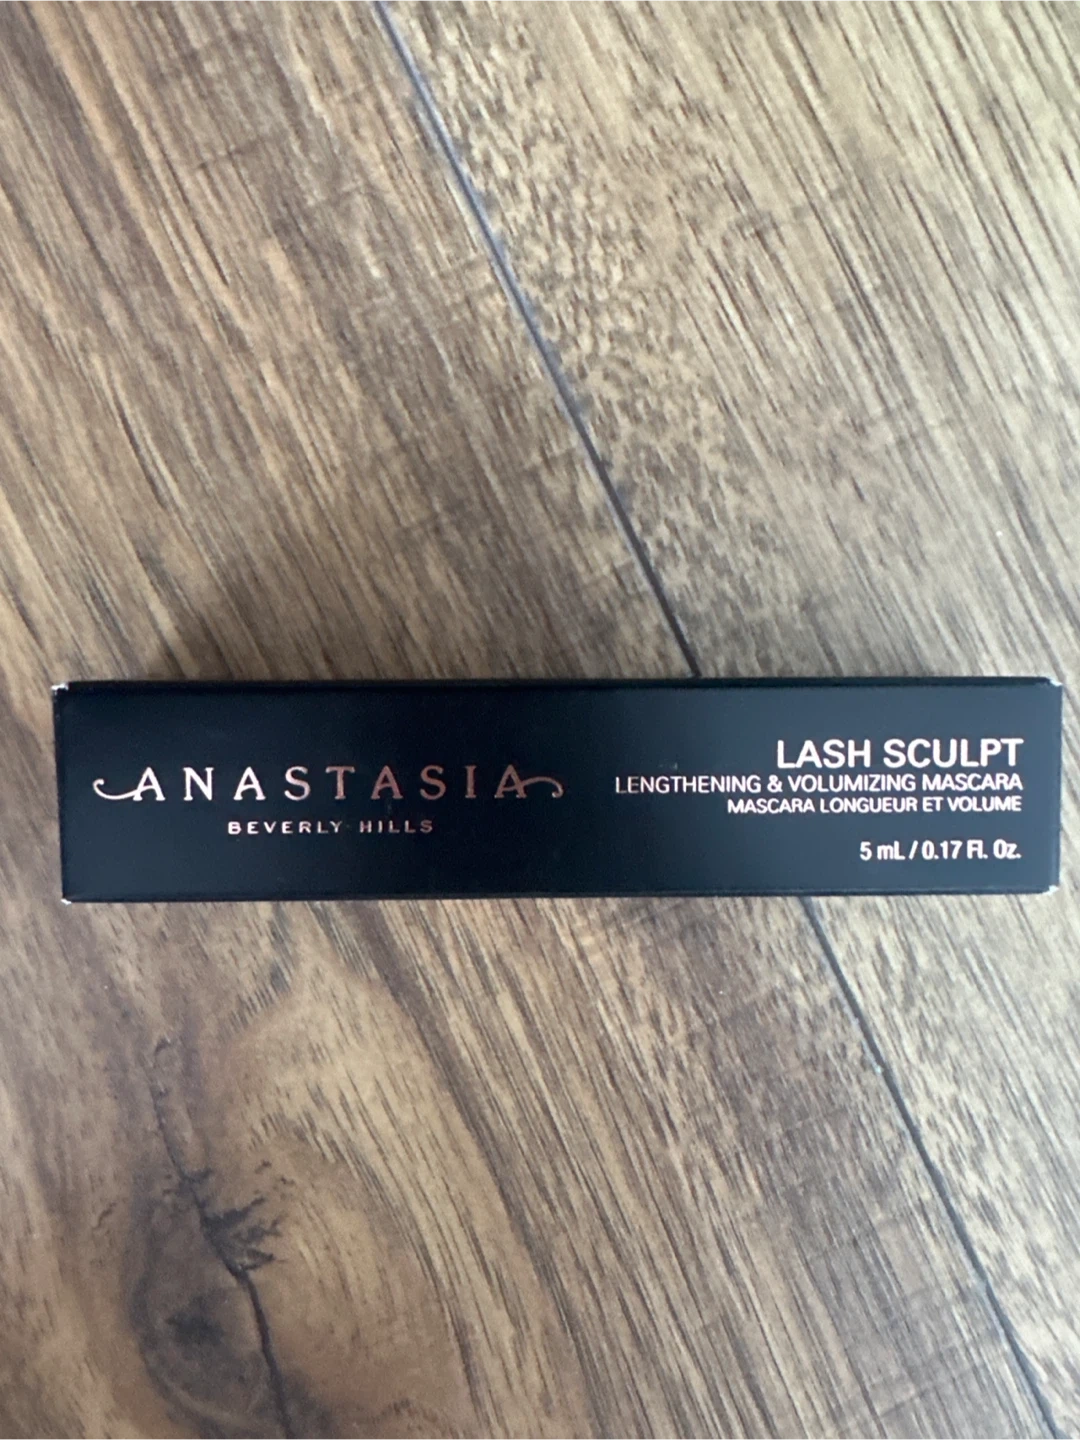 ANASTASIA
BEVERLY HILLS
LASH SCULPT
LENGTHENING & VOLUMIZING MASCARA
MASCARA LONGUEUR ET VOLUME
5 mL / 0.17 Fl. Oz.